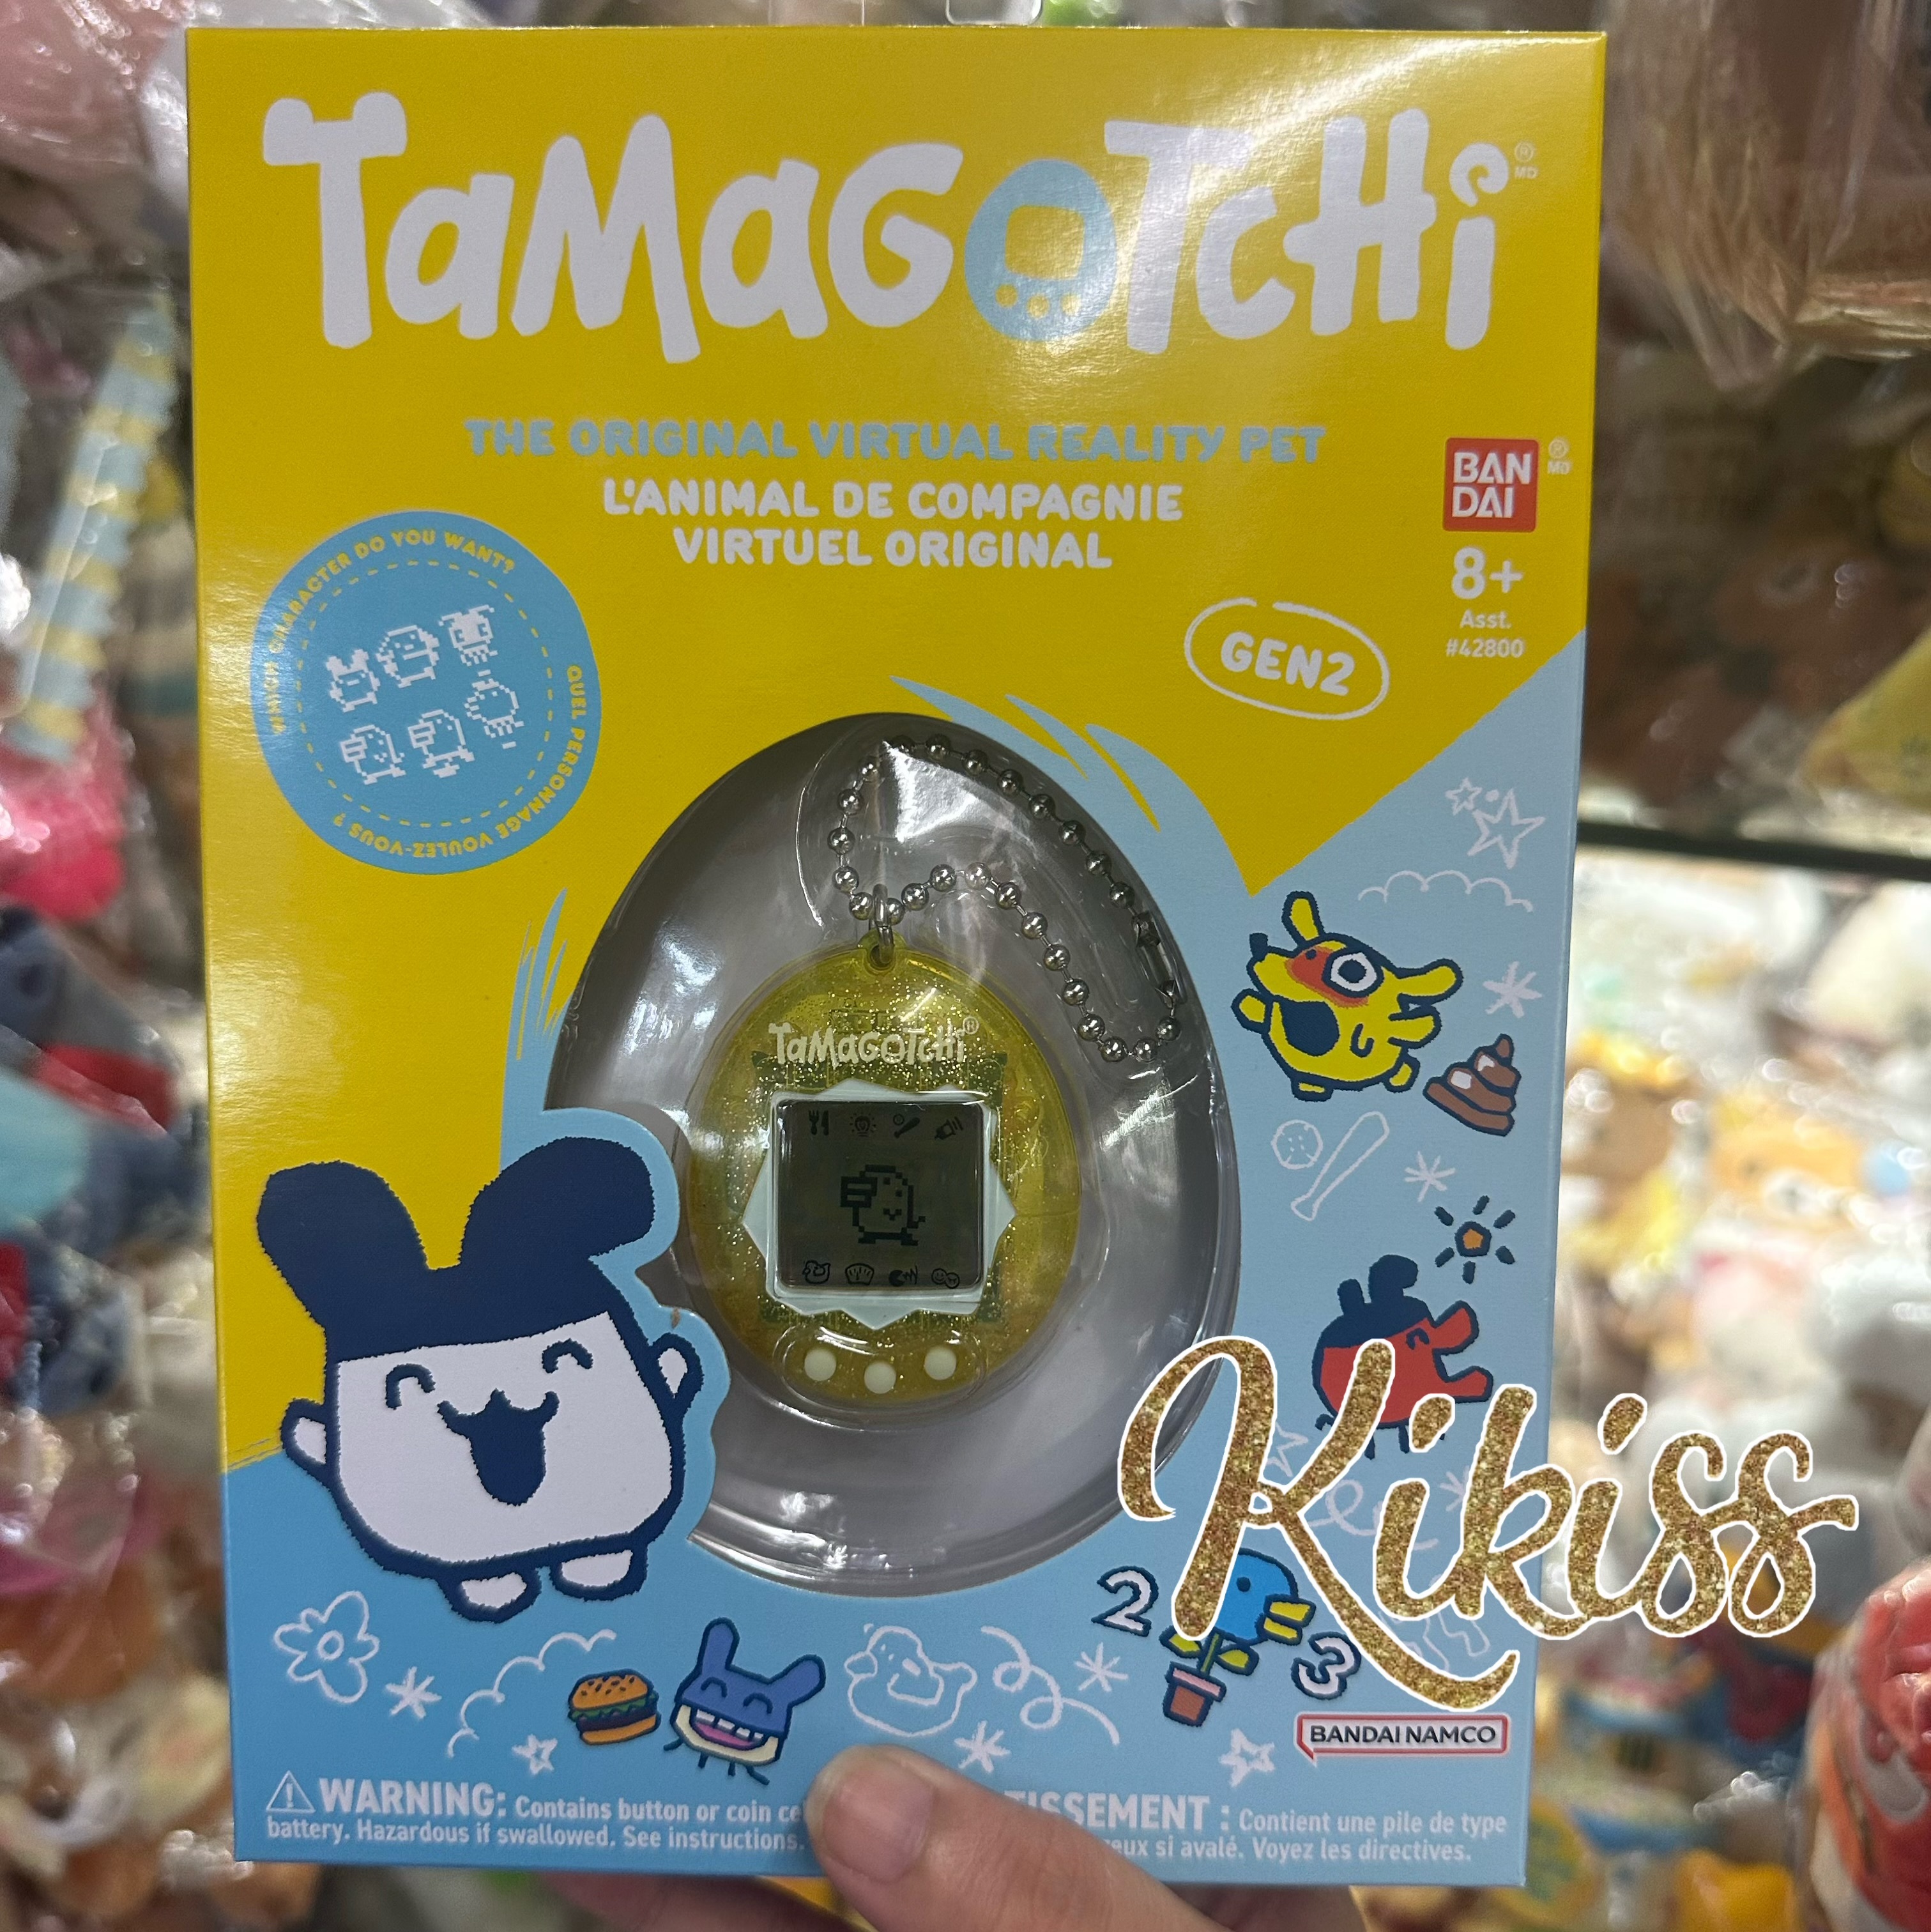 TaMaGoTcHi ® MD
THE ORIGINAL VIRTUAL REALITY PET
L'ANIMAL DE COMPAGNIE
VIRTUEL ORIGINAL
BAN
DAI
® MD
8+
Asst.
#42800
WHICH CHARACTER DO YOU WANT?
QUEL PERSONNAGE VOULEZ-VOUS ?
GEN2
TaMaGoTcHi®
Kikiss
2
3
BANDAI NAMCO
WARNING: Contains button or coin ce
battery. Hazardous if swallowed. See instructions.
TISSEMENT : Contient une pile de type
eux si avalé. Voyez les directives.